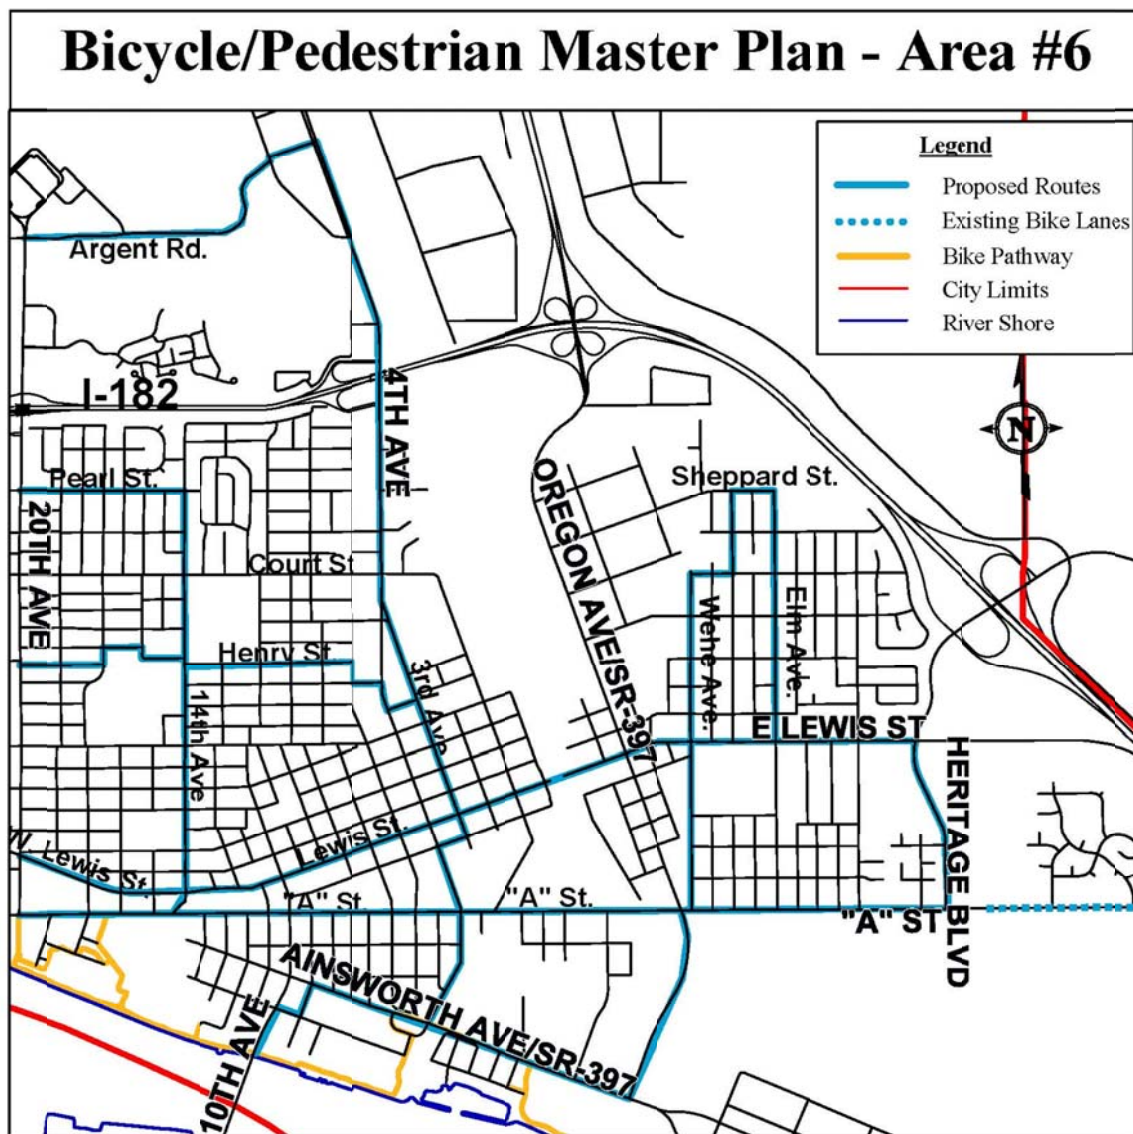 Bicycle/Pedestrian Master Plan - Area #6
Legend
Proposed Routes
Existing Bike Lanes
Bike Pathway
City Limits
River Shore
Argent Rd.
I-182
4TH AVE
N
Pearl St.
20TH AVE
OREGON AVE/SR-397
Sheppard St.
Court St
Wehe Ave.
Elm Ave.
Henry St
3rd Ave
14th Ave
E LEWIS ST
HERITAGE BLVD
W. Lewis St.
Lewis St.
"A" St.
"A" St.
"A" ST
AINSWORTH AVE/SR-397
10TH AVE